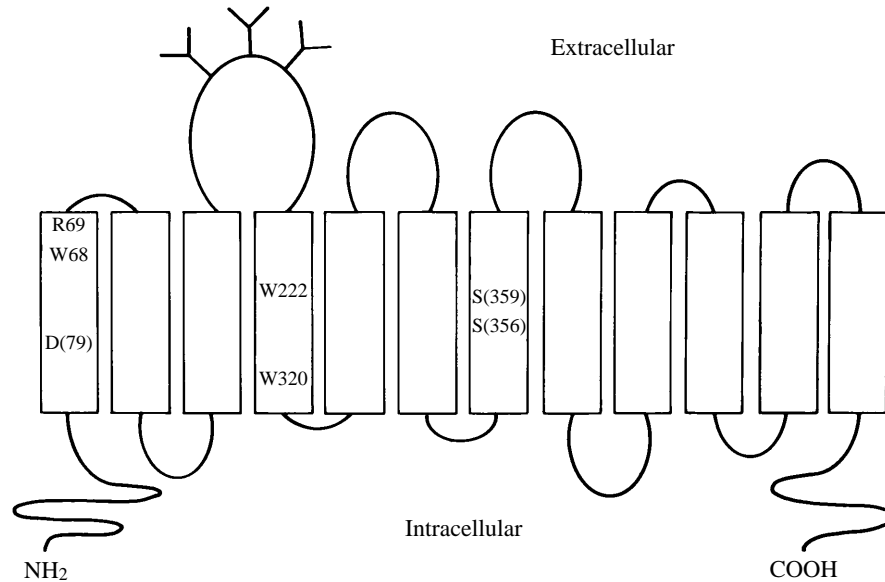 Extracellular
R69
W68
W222
S(359)
S(356)
D(79)
W320
Intracellular
NH2
COOH